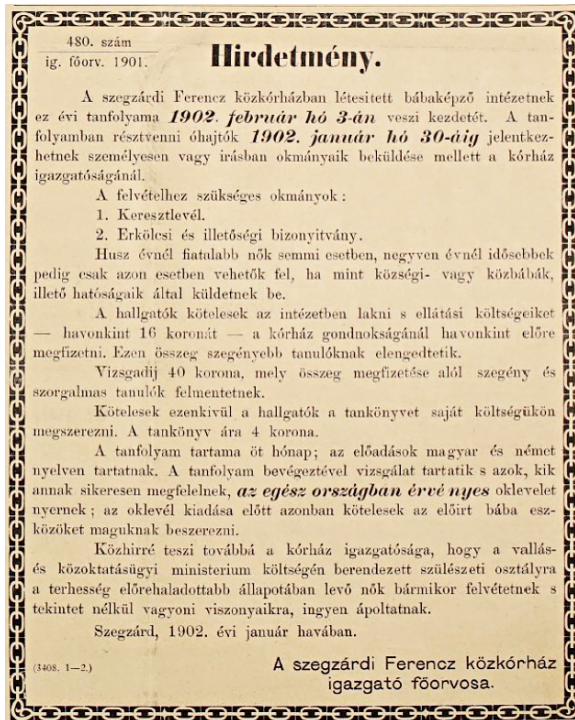 480. szám
ig. főorv. 1901.
Hirdetmény.
A szegzárdi Ferencz közkórházban létesitett bábaképző intézetnek
ez évi tanfolyama 1902. február hó 3-án veszi kezdetét. A tan-
folyamban résztvenni óhajtók 1902. január hó 30-áig jelentkez-
hetnek személyesen vagy irásban okmányaik beküldése mellett a kórház
igazgatóságánál.
A felvételhez szükséges okmányok :
1. Keresztlevél.
2. Erkölcsi és illetőségi bizonyitvány.
Husz évnél fiatalabb nők semmi esetben, negyven évnél idősebbek
pedig csak azon esetben vehetők fel, ha mint községi- vagy közbábák,
illető hatóságaik által küldetnek be.
A hallgatók kötelesek az intézetben lakni s ellátási költségeiket
— havonkint 16 koronát — a kórház gondnokságánál havonkint előre
megfizetni. Ezen összeg szegényebb tanulóknak elengedtetik.
Vizsgadij 40 korona, mely összeg megfizetése alól szegény és
szorgalmas tanulók felmentetnek.
Kötelesek ezenkivül a hallgatók a tankönyvet saját költségükön
megszerezni. A tankönyv ára 4 korona.
A tanfolyam tartama öt hónap; az előadások magyar és német
nyelven tartatnak. A tanfolyam bevégeztével vizsgálat tartatik s azok, kik
annak sikeresen megfelelnek, az egész országban érvé nyes oklevelet
nyernek ; az oklevél kiadása előtt azonban kötelesek az előirt bába esz-
közöket maguknak beszerezni.
Közhirré teszi továbbá a kórház igazgatósága, hogy a vallás-
és közoktatásügyi ministerium költségén berendezett szülészeti osztályra
a terhesség előrehaladottabb állapotában levő nők bármikor felvétetnek s
tekintet nélkül vagyoni viszonyaikra, ingyen ápoltatnak.
Szegzárd, 1902. évi január havában.
(3408. 1—2.)
A szegzárdi Ferencz közkórház
igazgató főorvosa.